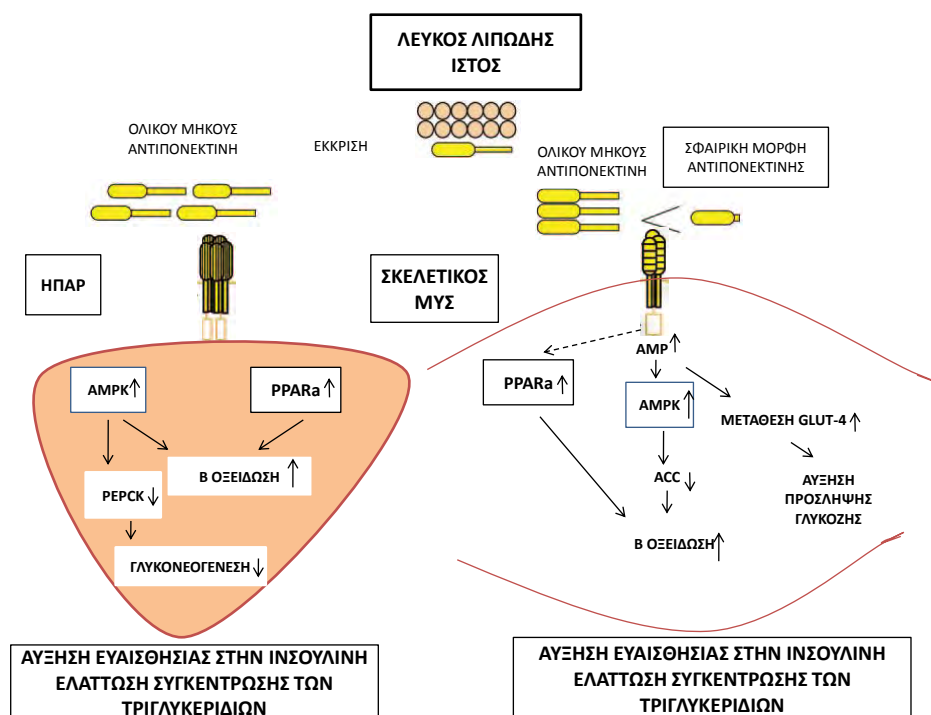 ΛΕΥΚΟΣ ΛΙΠΩΔΗΣ
ΙΣΤΟΣ
ΟΛΙΚΟΥ ΜΗΚΟΥΣ
ΑΝΤΙΠΟΝΕΚΤΙΝΗ
ΕΚΚΡΙΣΗ
ΟΛΙΚΟΥ ΜΗΚΟΥΣ
ΑΝΤΙΠΟΝΕΚΤΙΝΗ
ΣΦΑΙΡΙΚΗ ΜΟΡΦΗ
ΑΝΤΙΠΟΝΕΚΤΙΝΗΣ
ΗΠΑΡ
ΣΚΕΛΕΤΙΚΟΣ
ΜΥΣ
AMPK↑
PPARa↑
PEPCK↓
Β ΟΞΕΙΔΩΣΗ↑
ΓΛΥΚΟΝΕΟΓΕΝΕΣΗ↓
AMP↑
PPARa↑
AMPK↑
ΜΕΤΑΘΕΣΗ GLUT-4↑
ACC↓
ΑΥΞΗΣΗ
ΠΡΟΣΛΗΨΗΣ
ΓΛΥΚΟΖΗΣ
Β ΟΞΕΙΔΩΣΗ↑
ΑΥΞΗΣΗ ΕΥΑΙΣΘΗΣΙΑΣ ΣΤΗΝ ΙΝΣΟΥΛΙΝΗ
ΕΛΑΤΤΩΣΗ ΣΥΓΚΕΝΤΡΩΣΗΣ ΤΩΝ
ΤΡΙΓΛΥΚΕΡΙΔΙΩΝ
ΑΥΞΗΣΗ ΕΥΑΙΣΘΗΣΙΑΣ ΣΤΗΝ ΙΝΣΟΥΛΙΝΗ
ΕΛΑΤΤΩΣΗ ΣΥΓΚΕΝΤΡΩΣΗΣ ΤΩΝ
ΤΡΙΓΛΥΚΕΡΙΔΙΩΝ